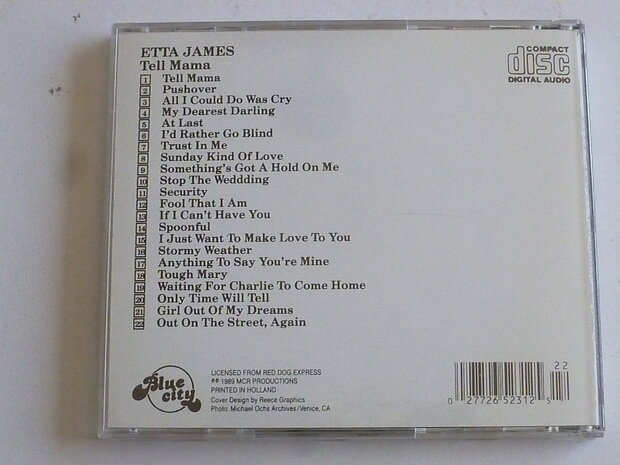 ETTA JAMES
Tell Mama
COMPACT
disc
DIGITAL AUDIO
1 Tell Mama
2 Pushover
3 All I Could Do Was Cry
4 My Dearest Darling
5 At Last
6 I'd Rather Go Blind
7 Trust In Me
8 Sunday Kind Of Love
9 Something's Got A Hold On Me
10 Stop The Weddding
11 Security
12 Fool That I Am
13 If I Can't Have You
14 Spoonful
15 I Just Want To Make Love To You
16 Stormy Weather
17 Anything To Say You're Mine
18 Tough Mary
19 Waiting For Charlie To Come Home
20 Only Time Will Tell
21 Girl Out Of My Dreams
22 Out On The Street, Again
Blue city
LICENSED FROM RED DOG EXPRESS
℗© 1989 MCR PRODUCTIONS
PRINTED IN HOLLAND
Cover Design by Reece Graphics
Photo: Michael Ochs Archives/Venice, CA
22
0 27726 52312 5